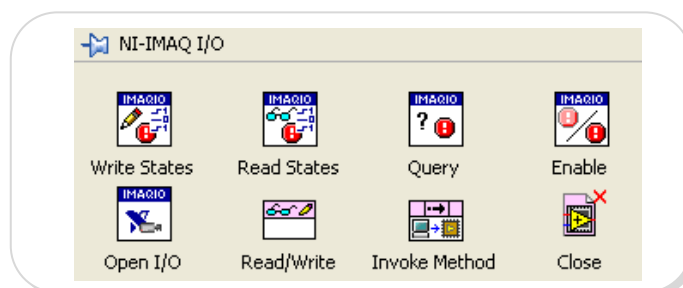 NI-IMAQ I/O
IMAQIO IMAQIO IMAQIO IMAQIO
?
Write States Read States Query Enable
IMAQIO
Open I/O Read/Write Invoke Method Close